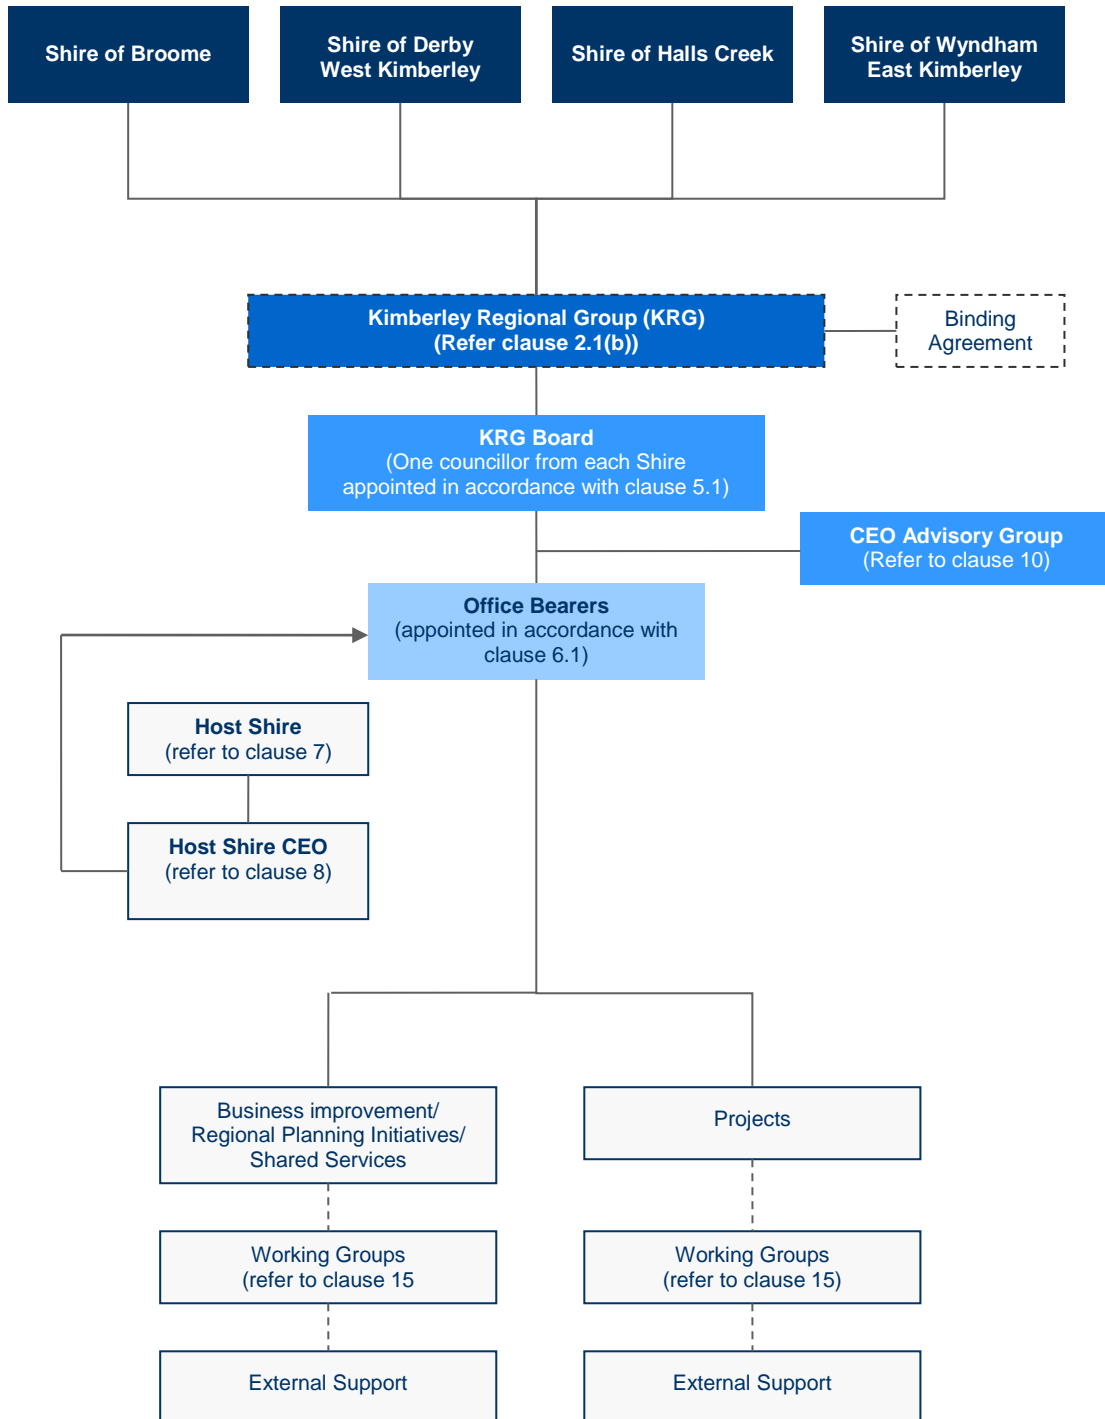 Shire of Broome
Shire of Derby
West Kimberley
Shire of Halls Creek
Shire of Wyndham
East Kimberley
Kimberley Regional Group (KRG)
(Refer clause 2.1(b))
Binding
Agreement
KRG Board
(One councillor from each Shire
appointed in accordance with clause 5.1)
CEO Advisory Group
(Refer to clause 10)
Office Bearers
(appointed in accordance with
clause 6.1)
Host Shire
(refer to clause 7)
Host Shire CEO
(refer to clause 8)
Business improvement/
Regional Planning Initiatives/
Shared Services
Projects
Working Groups
(refer to clause 15
Working Groups
(refer to clause 15)
External Support
External Support